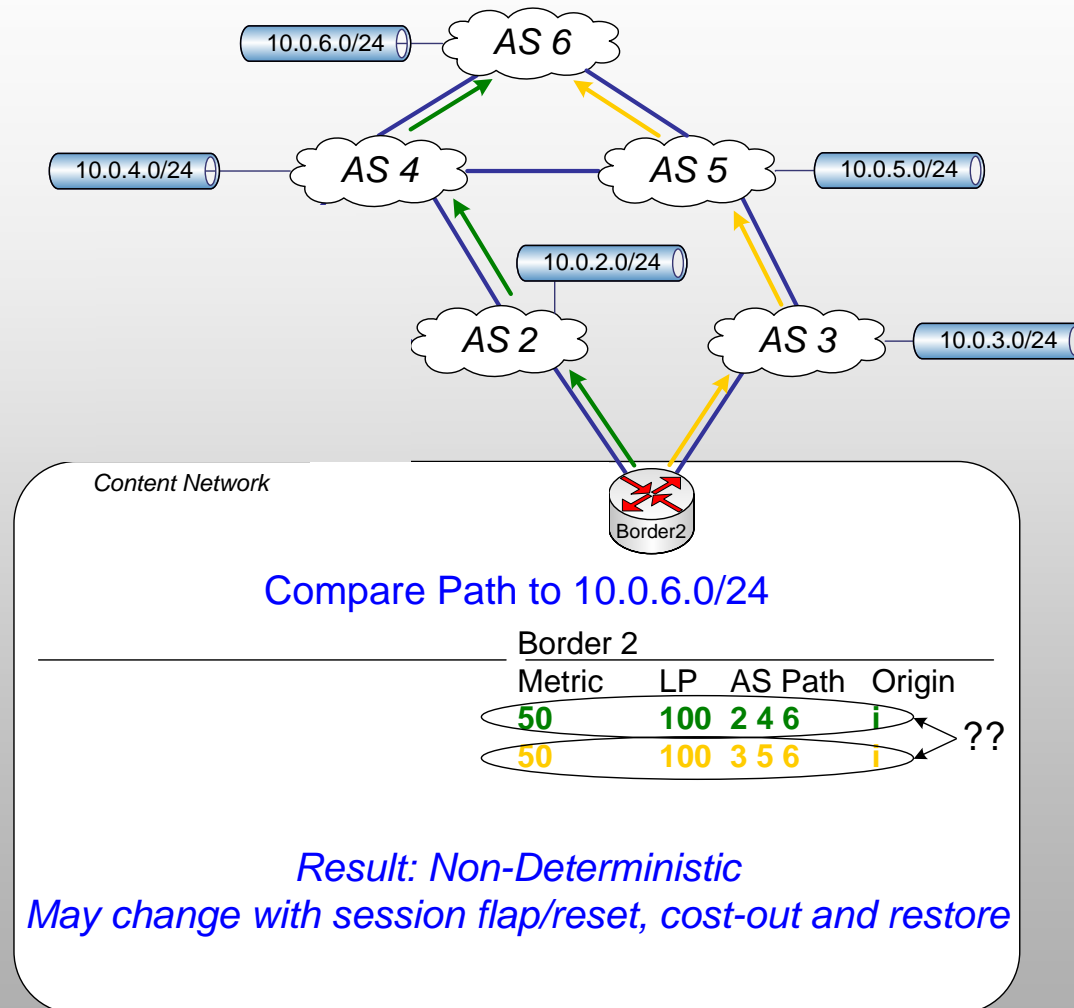 10.0.6.0/24
AS 6
10.0.4.0/24
AS 4
AS 5
10.0.5.0/24
10.0.2.0/24
AS 2
AS 3
10.0.3.0/24
Content Network
Border2
Compare Path to 10.0.6.0/24
Border 2
Metric LP AS Path Origin
50 100 2 4 6 i
??
50 100 3 5 6 i
Result: Non-Deterministic
May change with session flap/reset, cost-out and restore